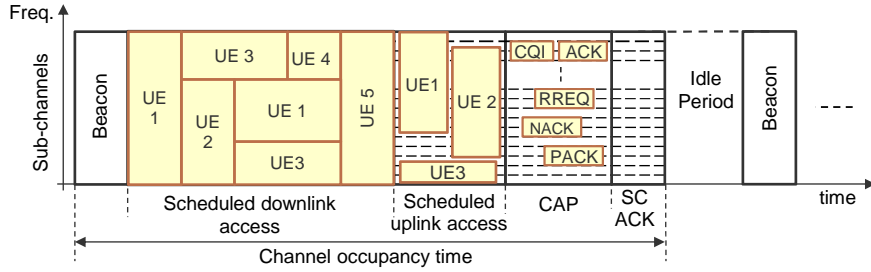 Freq.
Sub-channels
Beacon
UE
1
UE 3
UE 4
UE
2
UE 1
UE3
UE 5
UE1
UE 2
UE3
CQI
ACK
RREQ
NACK
PACK
Idle
Period
Beacon
time
Scheduled downlink
access
Scheduled
uplink access
CAP
SC
ACK
Channel occupancy time